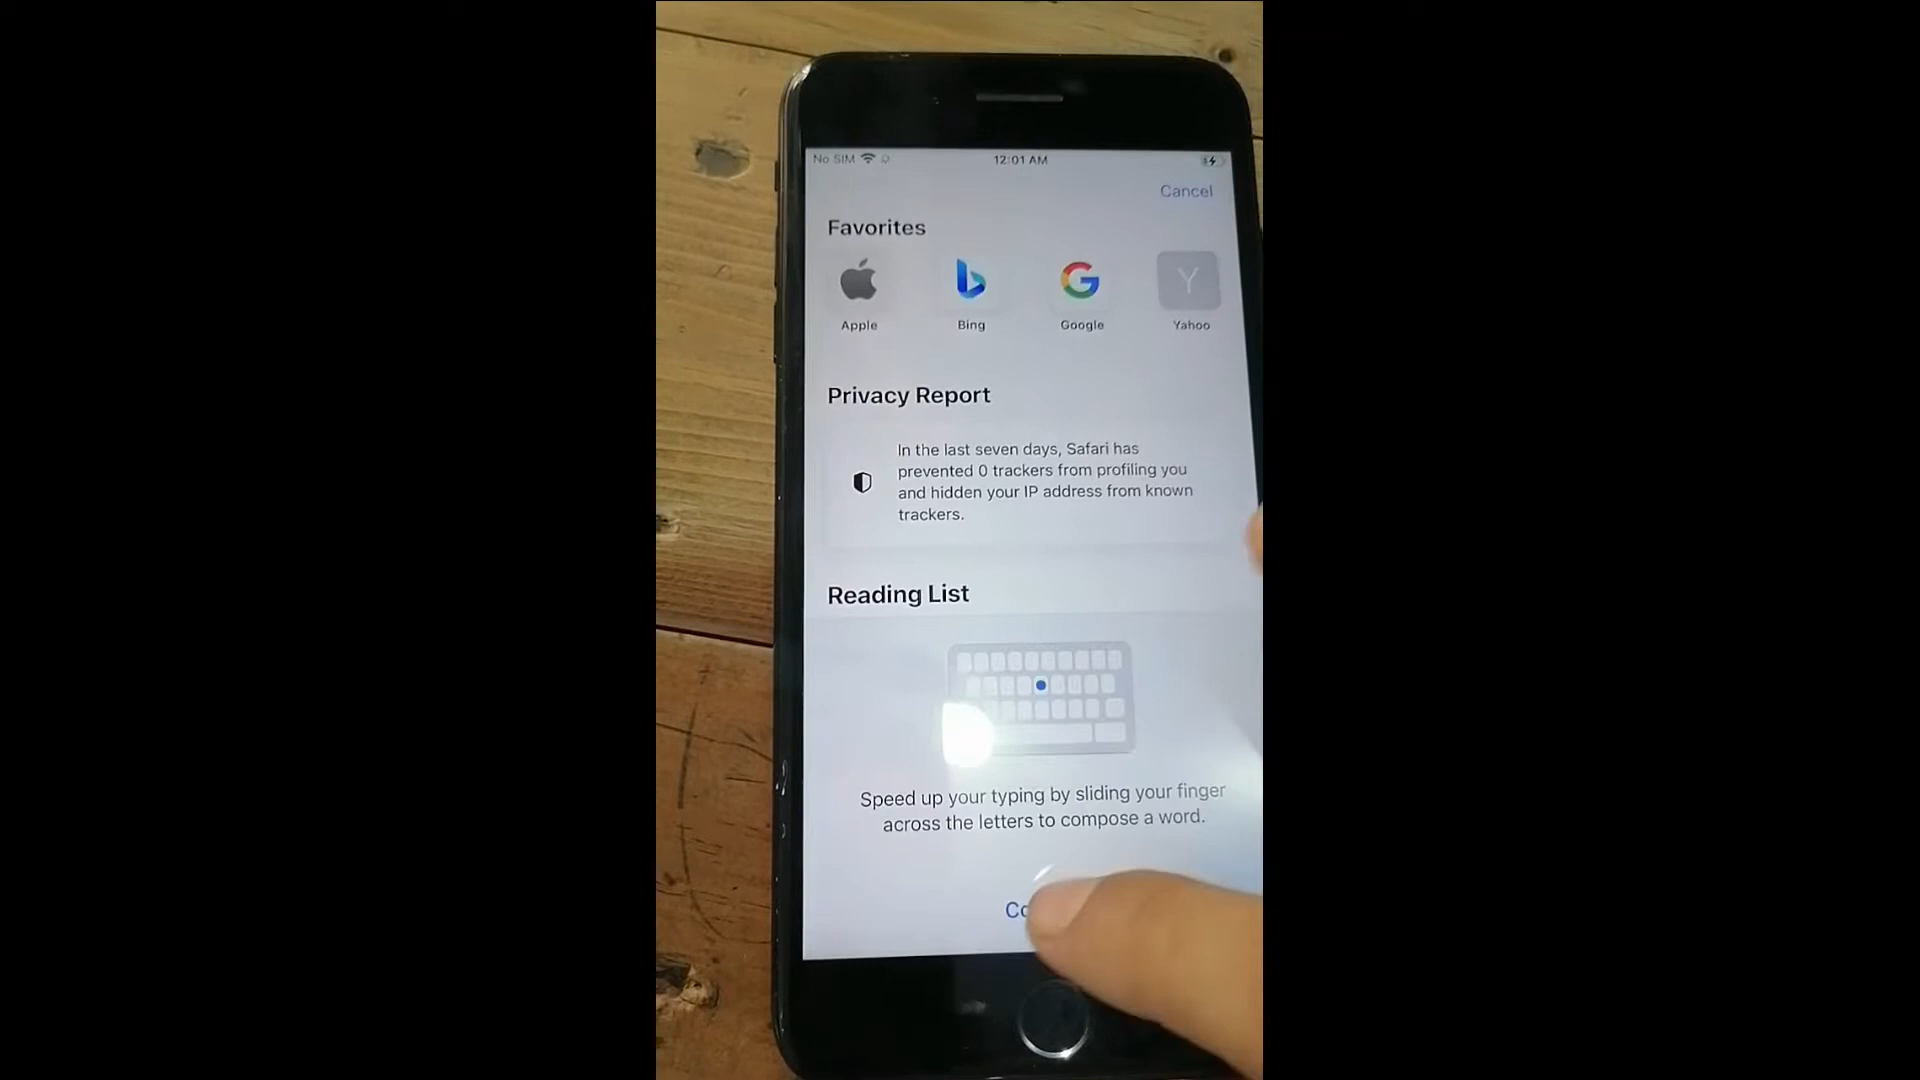 No SIM
12:01 AM
Cancel
Favorites
Y
Apple
Bing
Google
Yahoo
Privacy Report
In the last seven days, Safari has
prevented 0 trackers from profiling you
and hidden your IP address from known
trackers.
Reading List
Speed up your typing by sliding your finger
across the letters to compose a word.